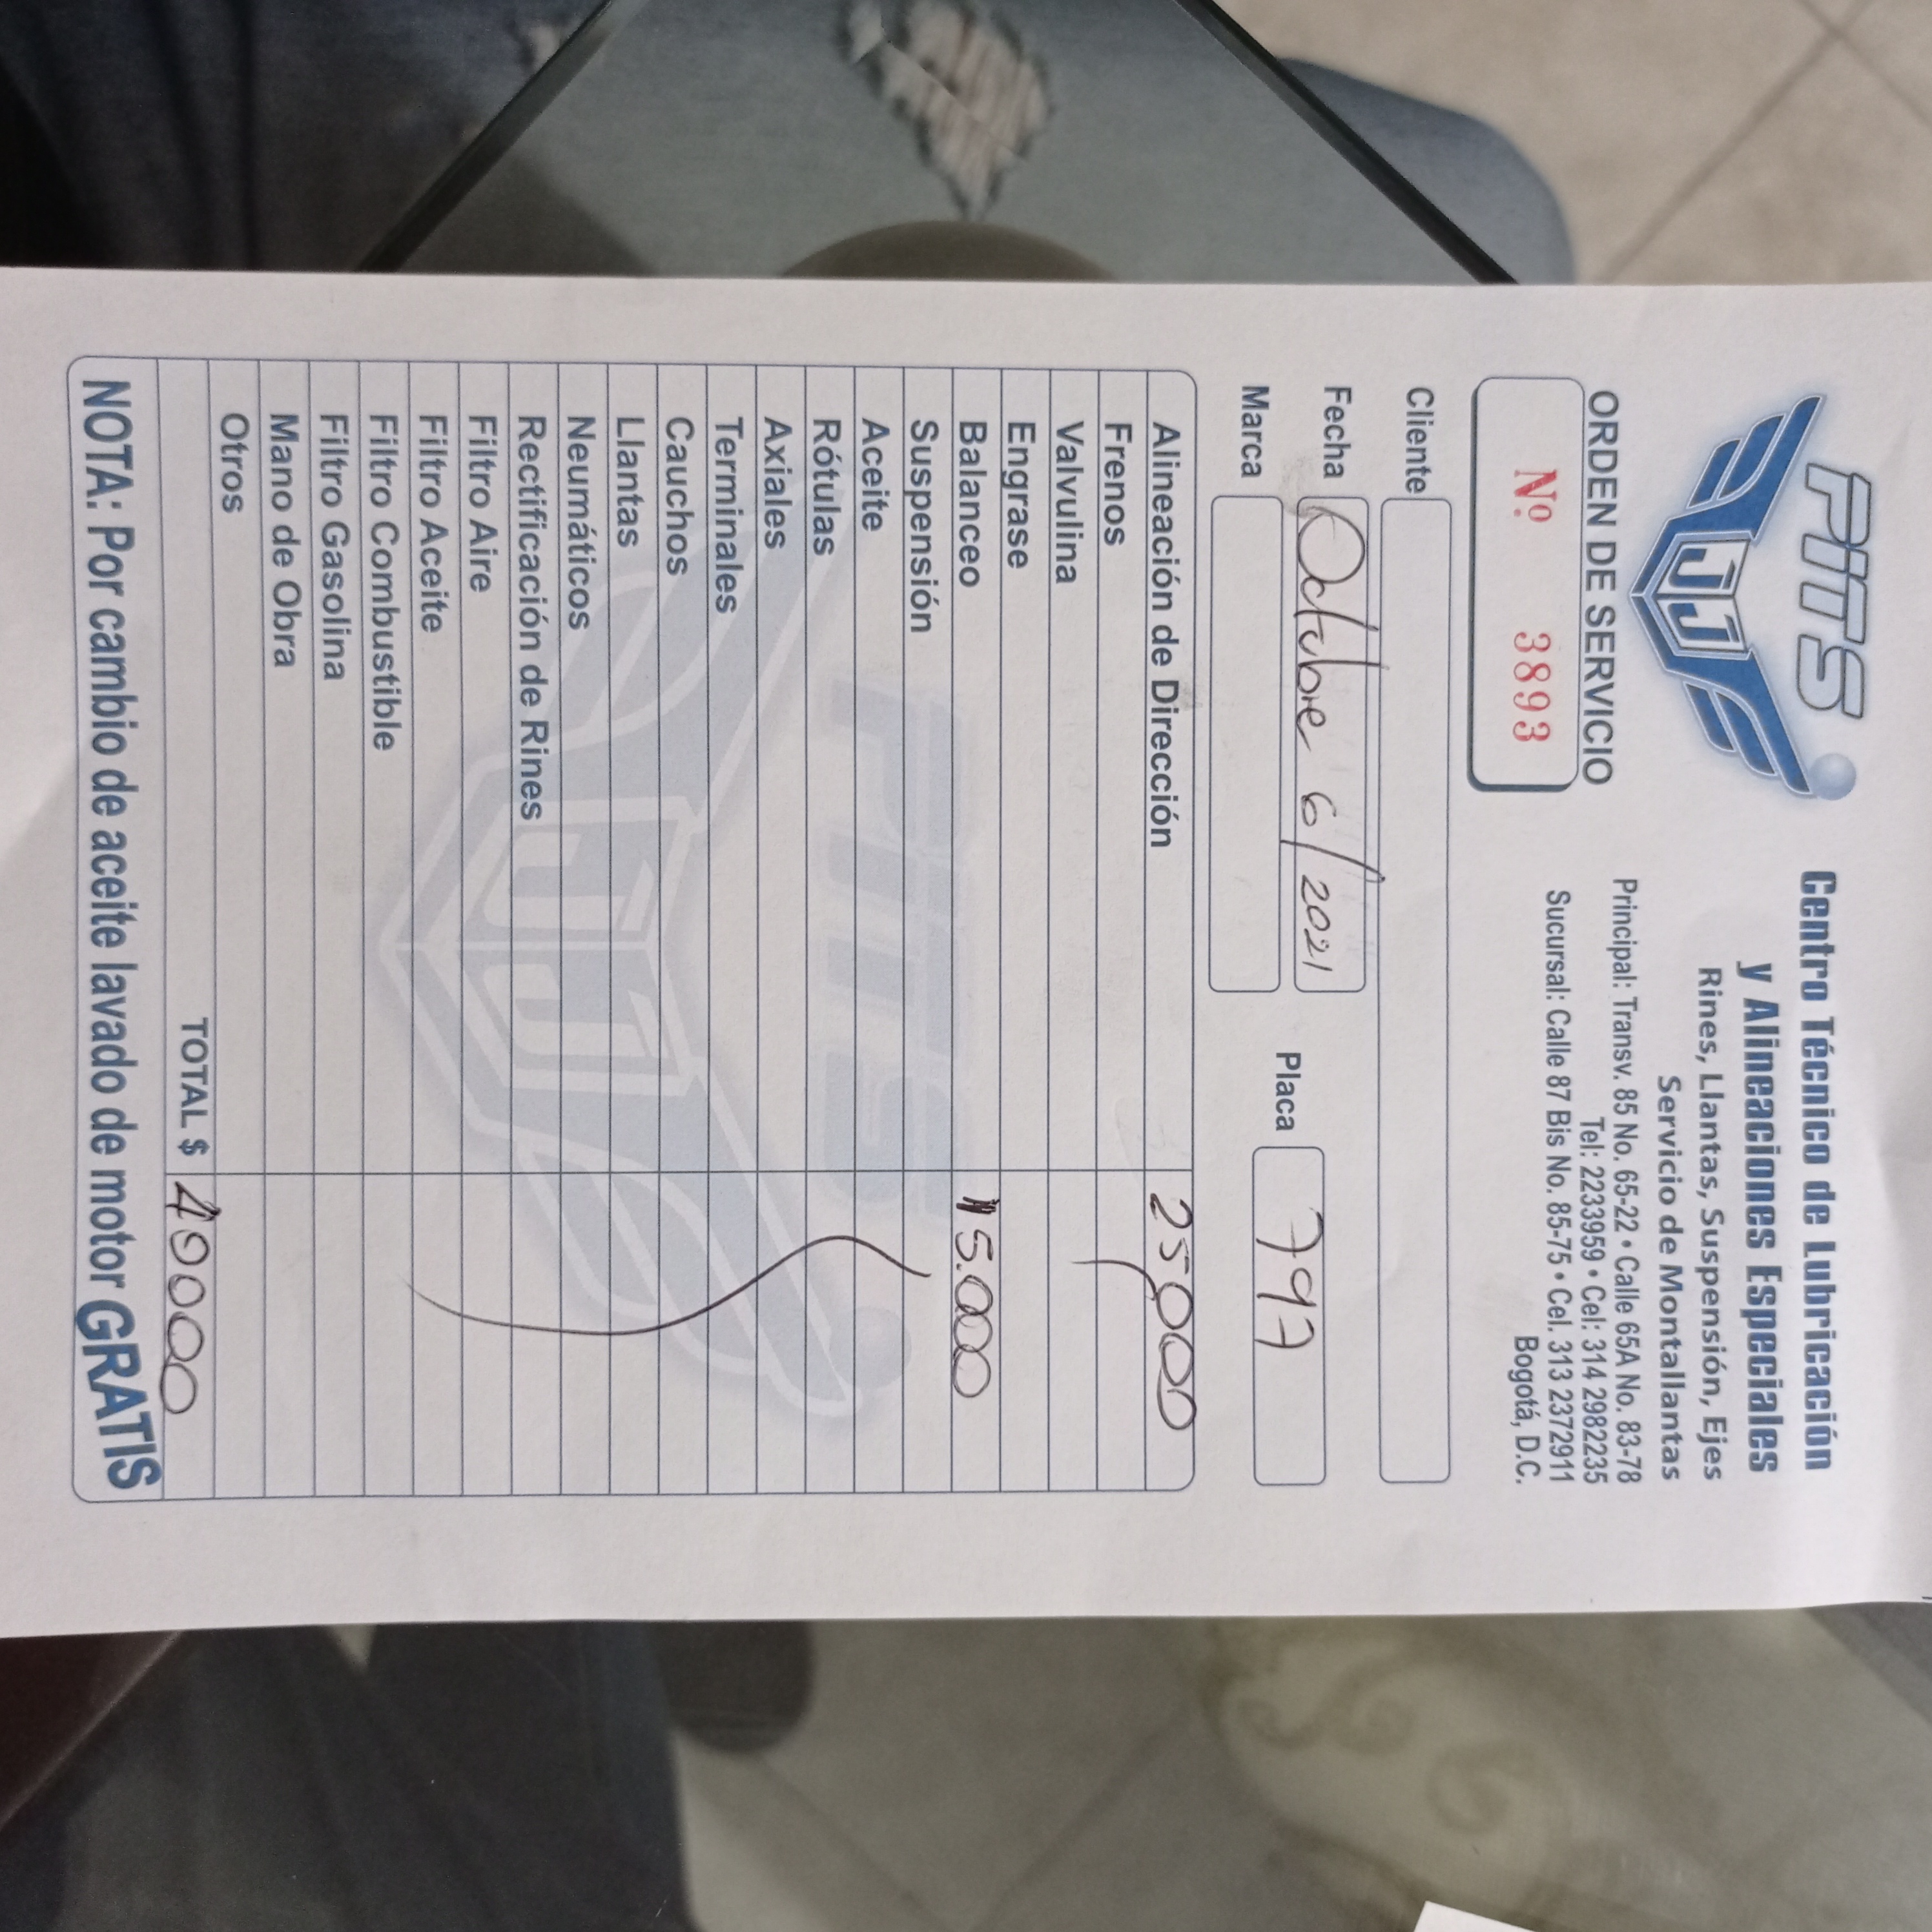 PITS
JJ
Centro Técnico de Lubricación
y Alineaciones Especiales
Rines, Llantas, Suspensión, Ejes
Servicio de Montallantas
Principal: Transv. 85 No. 65-22 • Calle 65A No. 83-78
Tel: 2233959 • Cel: 314 2982235
Sucursal: Calle 87 Bis No. 85-75 • Cel. 313 2372911
Bogotá, D.C.
ORDEN DE SERVICIO
Nº 3893
Cliente
Fecha Octubre 6/2021
Marca
Placa 797
Alineación de Dirección 25000
Frenos
Valvulina
Engrase
Balanceo 15.000
Suspensión
Aceite
Rótulas
Axiales
Terminales
Cauchos
Llantas
Neumáticos
Rectificación de Rines
Filtro Aire
Filtro Aceite
Filtro Combustible
Filtro Gasolina
Mano de Obra
Otros
TOTAL $ 40000
NOTA: Por cambio de aceite lavado de motor GRATIS